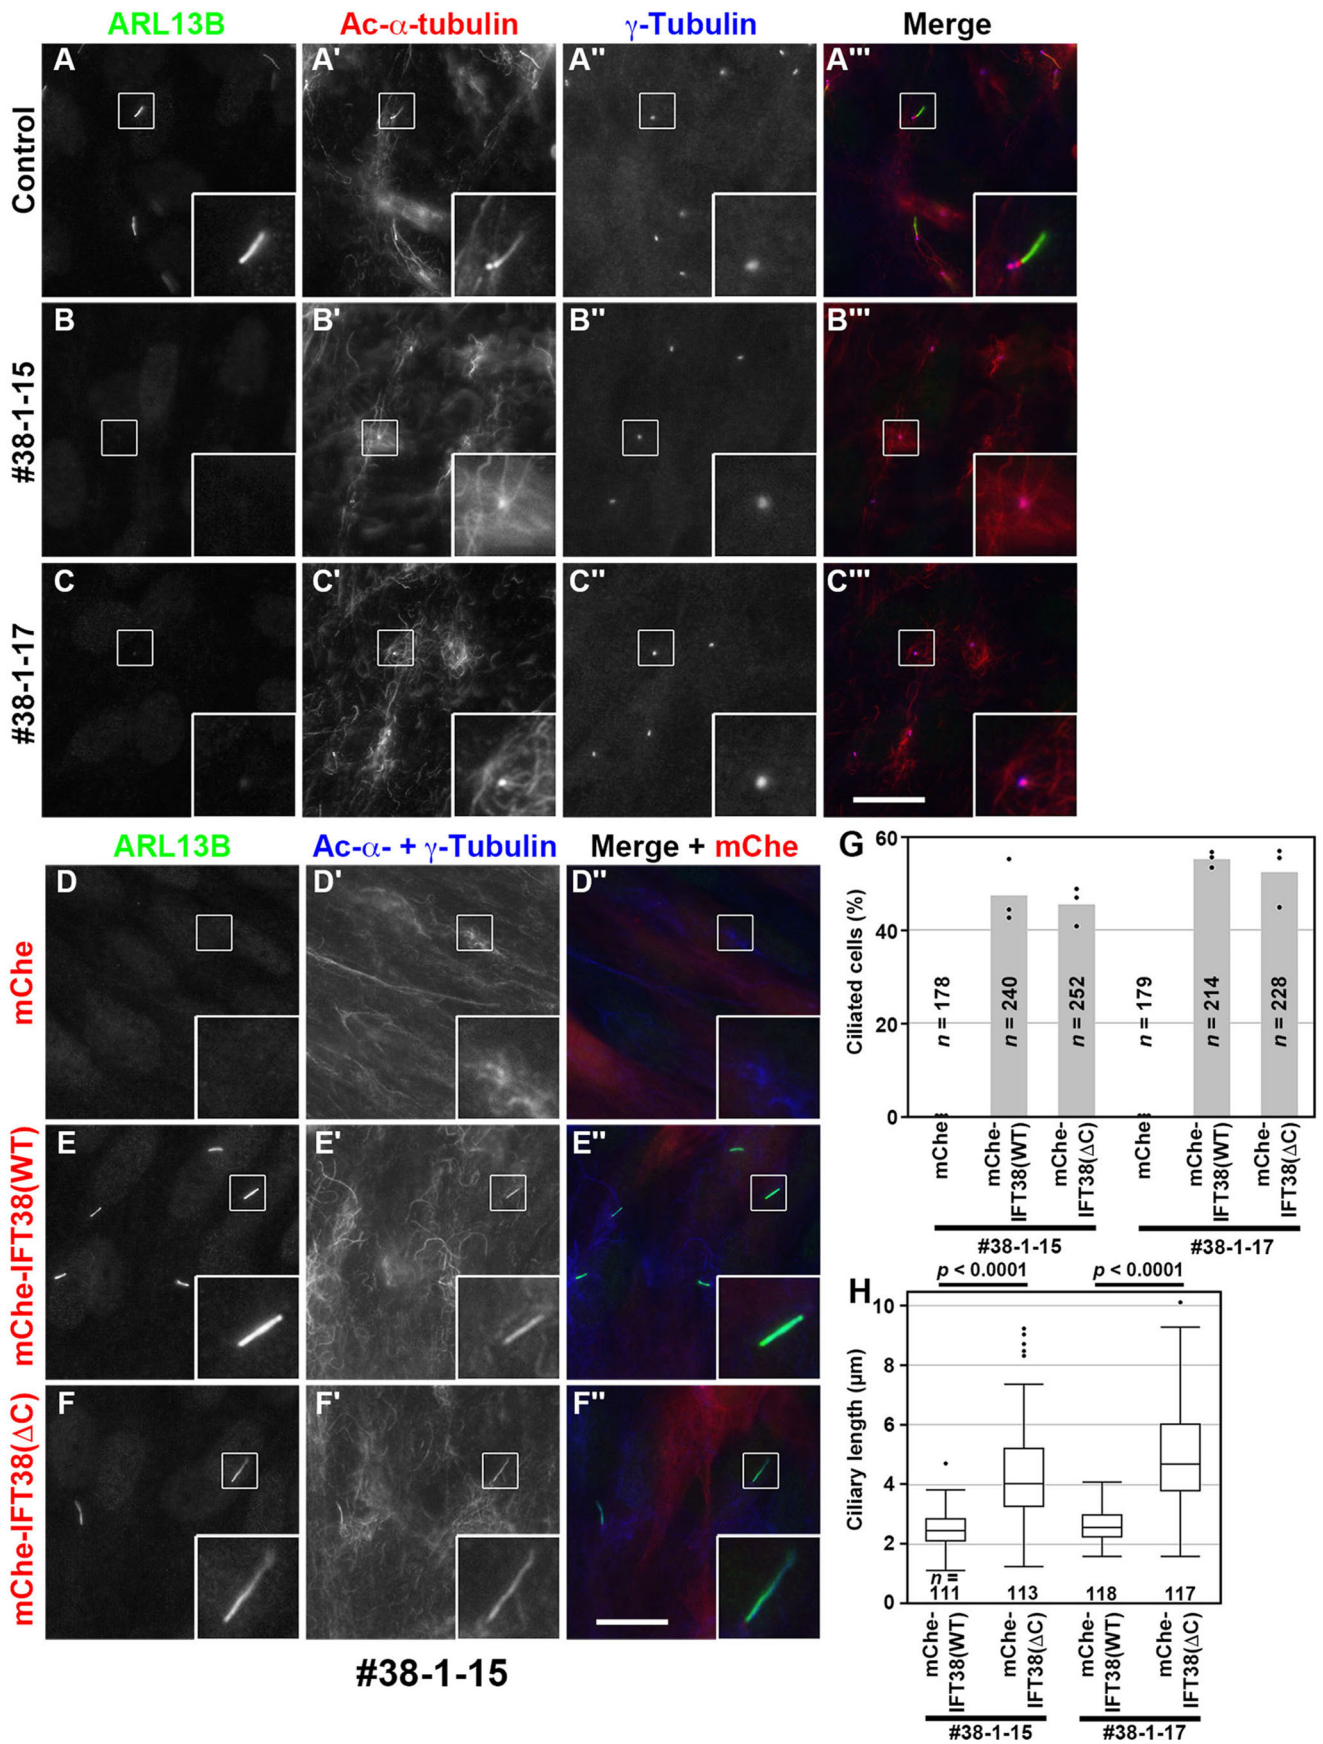 ARL13B Ac-α-tubulin γ-Tubulin Merge
Control
A A' A'' A'''
#38-1-15
B B' B'' B'''
#38-1-17
C C' C'' C'''
ARL13B Ac-α- + γ-Tubulin Merge + mChe
mChe
D D' D''
mChe-IFT38(WT)
E E' E''
mChe-IFT38(ΔC)
F F' F''
#38-1-15
G
Ciliated cells (%)
60
40
20
0
n = 178
n = 240
n = 252
n = 179
n = 214
n = 228
mChe
mChe-
IFT38(WT)
mChe-
IFT38(ΔC)
mChe
mChe-
IFT38(WT)
mChe-
IFT38(ΔC)
#38-1-15 #38-1-17
H
p < 0.0001 p < 0.0001
Ciliary length (μm)
10
8
6
4
2
0
n =
111 113 118 117
mChe-
IFT38(WT)
mChe-
IFT38(ΔC)
mChe-
IFT38(WT)
mChe-
IFT38(ΔC)
#38-1-15 #38-1-17